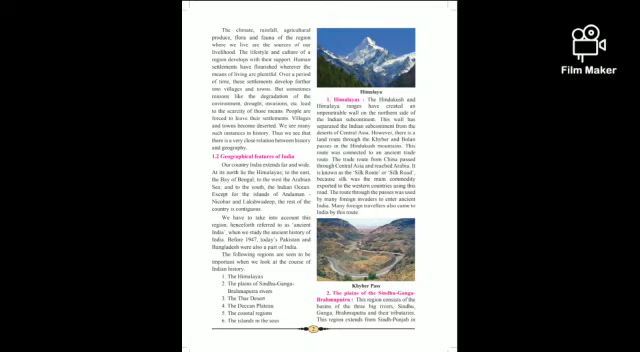 The climate, rainfall, agricultural
produce, flora and fauna of the region
where we live are the sources of our
livelihood. The lifestyle and culture of a
region develops with their support. Human
settlements have flourished wherever the
means of living are plentiful. Over a period
of time, these settlements develop further
into villages and towns. But sometimes
reasons like the degradation of the
environment, drought, invasions, etc. lead
to the scarcity of those means. People are
forced to leave their settlements. Villages
and towns become deserted. We see many
such instances in history. Thus we see that
there is a very close relation between history
and geography.
1.2 Geographical features of India
Our country India extends far and wide.
At its north lie the Himalayas; to the east,
the Bay of Bengal; to the west the Arabian
Sea; and to the south, the Indian Ocean.
Except for the islands of Andaman -
Nicobar and Lakshadweep, the rest of the
country is contiguous.
We have to take into account this
region, henceforth referred to as 'ancient
India', when we study the ancient history of
India. Before 1947, today's Pakistan and
Bangladesh were also a part of India.
The following regions are seen to be
important when we look at the course of
Indian history.
1 The Himalayas
2 The plains of Sindhu-Ganga-
Brahmaputra rivers
3 The Thar Desert
4 The Deccan Plateau
5 The coastal regions
6 The islands in the seas
Himalaya
1. Himalayas : The Hindukush and
Himalaya ranges have created an
impenetrable wall on the northern side of
the Indian subcontinent. This wall has
separated the Indian subcontinent from the
deserts of Central Asia. However, there is a
land route through the Khyber and Bolan
passes in the Hindukush mountains. This
route was connected to an ancient trade
route. The trade route from China passed
through Central Asia and reached Arabia. It
is known as the 'Silk Route' or 'Silk Road',
because silk was the main commodity
exported to the western countries using this
road. The route through the passes was used
by many foreign invaders to enter ancient
India. Many foreign travellers also came to
India by this route
Khyber Pass
2. The plains of the Sindhu-Ganga-
Brahmaputra : This region consists of the
basins of the three big rivers, Sindhu,
Ganga, Brahmaputra and their tributaries.
This region extends from Sindh-Punjab in
2
Film Maker